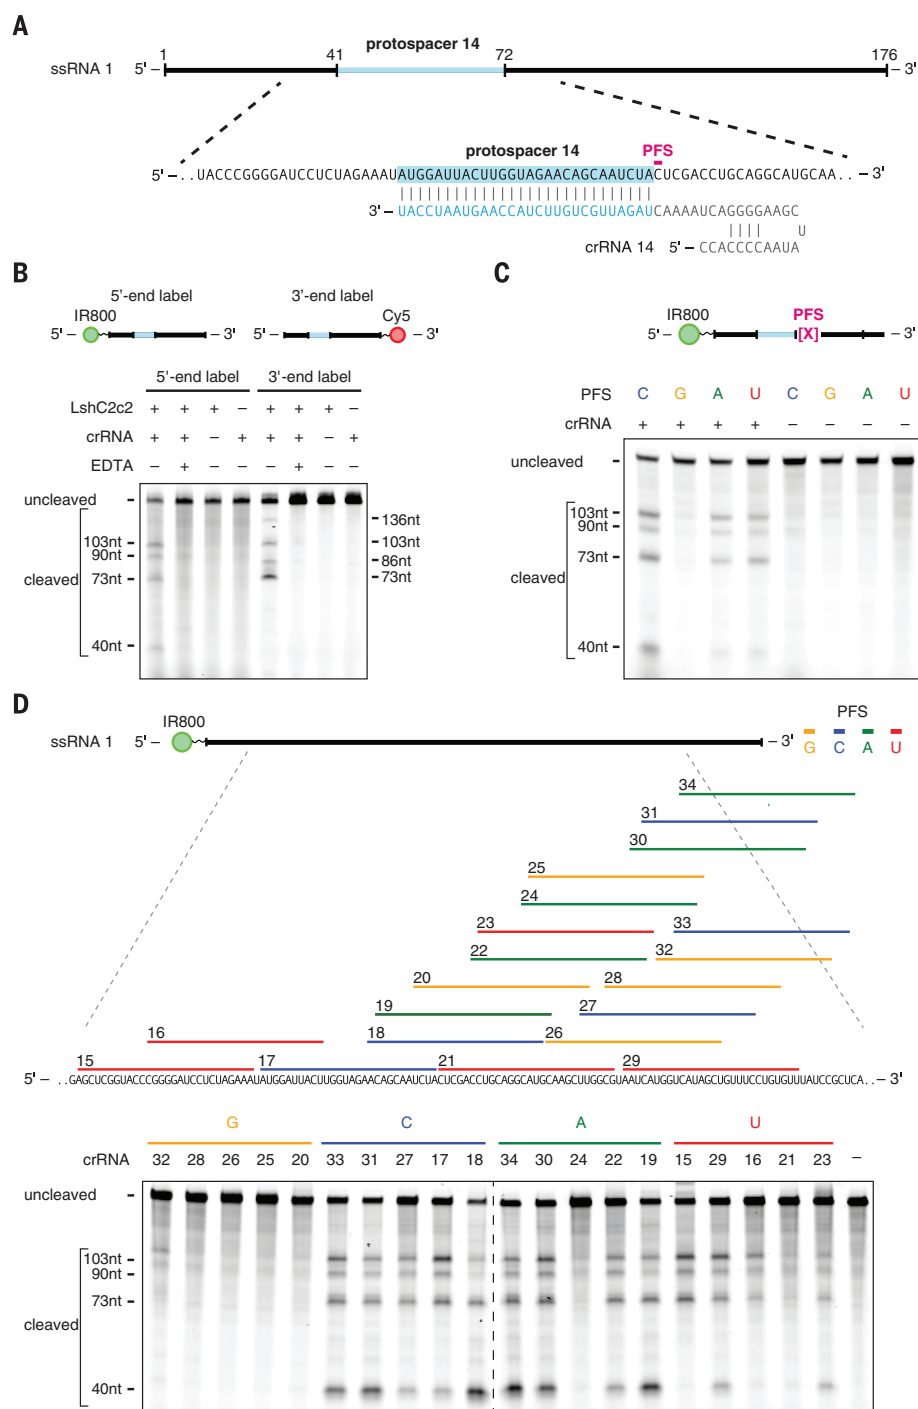 A
protospacer 14
1 41 72 176
ssRNA 1 5' – – 3'
protospacer 14 PFS
5' – . . UACCCGGGGAUCCUCUAGAAAUAUGGAUUACUUGGUAGAACAGCAAUCUACUCGACCUGCAGGCAUGCAA . . – 3'
3' – UACCUAAUGAACCAUCUUGUCGUUAGAUCAAAAUCAGGGGAAGC
U
crRNA 14 5' – CCACCCCAAUA
B
5'-end label 3'-end label
IR800 Cy5
5' – – 3' 5' – – 3'
5'-end label 3'-end label
LshC2c2 + + + – + + + –
crRNA + + – + + + – +
EDTA – + – – – + – –
uncleaved
136nt
103nt 103nt
90nt 86nt
cleaved 73nt 73nt
40nt
C
IR800 PFS
5' – [X] – 3'
PFS C G A U C G A U
crRNA + + + + – – – –
uncleaved
103nt
90nt
cleaved 73nt
40nt
D
IR800 PFS
ssRNA 1 5' – – 3' G C A U
34
31
30
25
24
23 33
22 32
20 28
19 27
16 18 26
15 17 21 29
5' – . . GAGCUCGGUACCCGGGGAUCCUCUAGAAAUAUGGAUUACUUGGUAGAACAGCAAUCUACUCGACCUGCAGGCAUGCAAGCUUGGCGUAAUCAUGGUCAUAGCUGUUUCCUGUGUUUAUCCGCUCA . . – 3'
G C A U
crRNA 32 28 26 25 20 33 31 27 17 18 34 30 24 22 19 15 29 16 21 23 –
uncleaved
103nt
90nt
73nt
cleaved
40nt